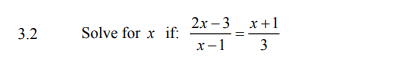 3.2 Solve for x if: (2x – 3)/(x – 1) = (x + 1)/3